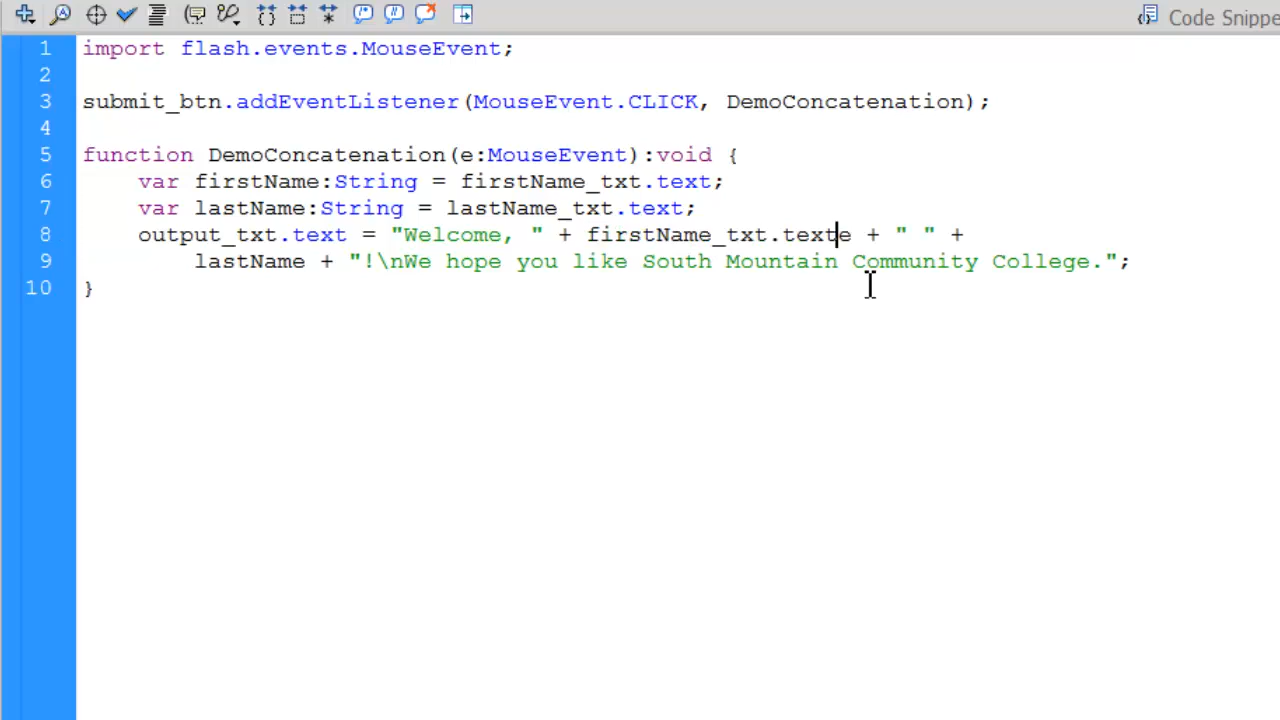 Code Snippe
1 import flash.events.MouseEvent;
2
3 submit_btn.addEventListener(MouseEvent.CLICK, DemoConcatenation);
4
5 function DemoConcatenation(e:MouseEvent):void {
6 var firstName:String = firstName_txt.text;
7 var lastName:String = lastName_txt.text;
8 output_txt.text = "Welcome, " + firstName_txt.texte + " " +
9 lastName + "!\nWe hope you like South Mountain Community College.";
10 }